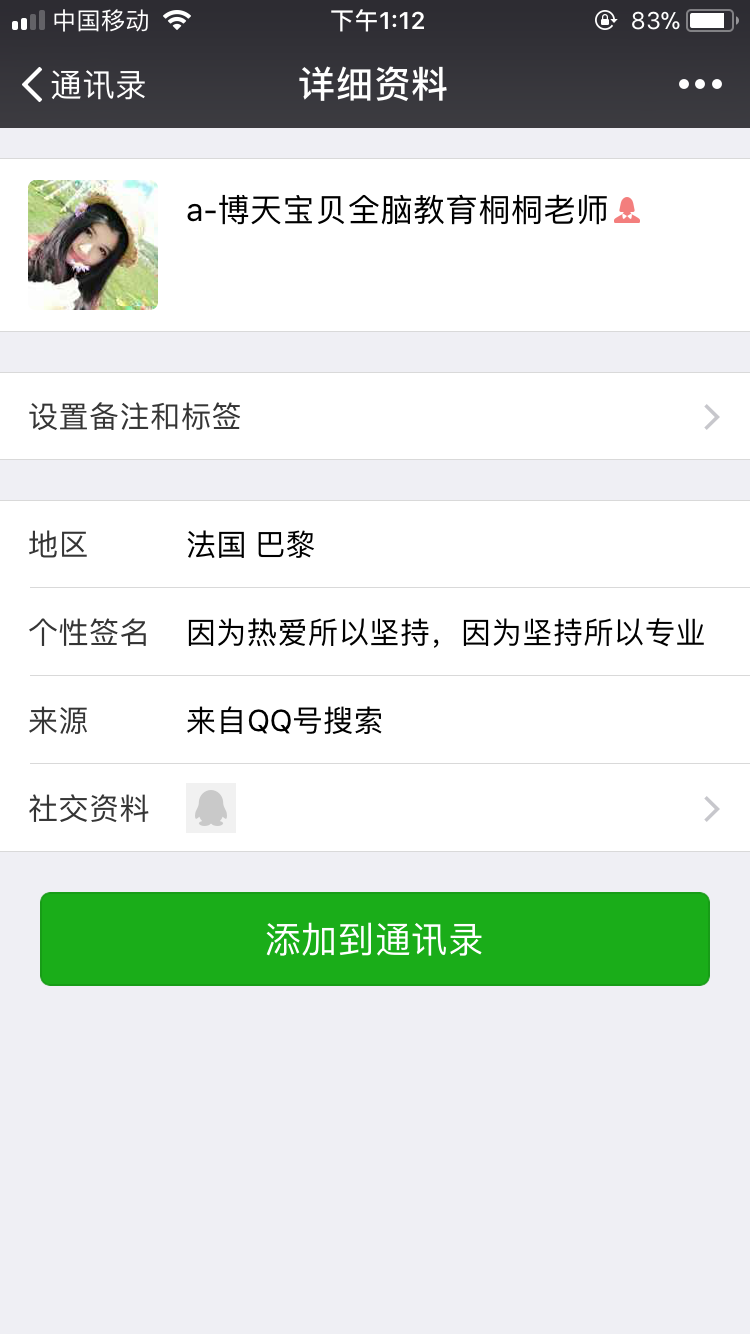 中国移动 下午1:12 83%
通讯录 详细资料
a-博天宝贝全脑教育桐桐老师
设置备注和标签
地区 法国 巴黎
个性签名 因为热爱所以坚持，因为坚持所以专业
来源 来自QQ号搜索
社交资料
添加到通讯录